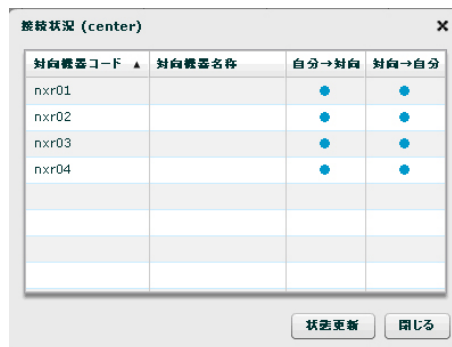 接続状況 (center)
対向機器コード ▲ 対向機器名称 自分→対向 対向→自分
nxr01
nxr02
nxr03
nxr04
状態更新 閉じる